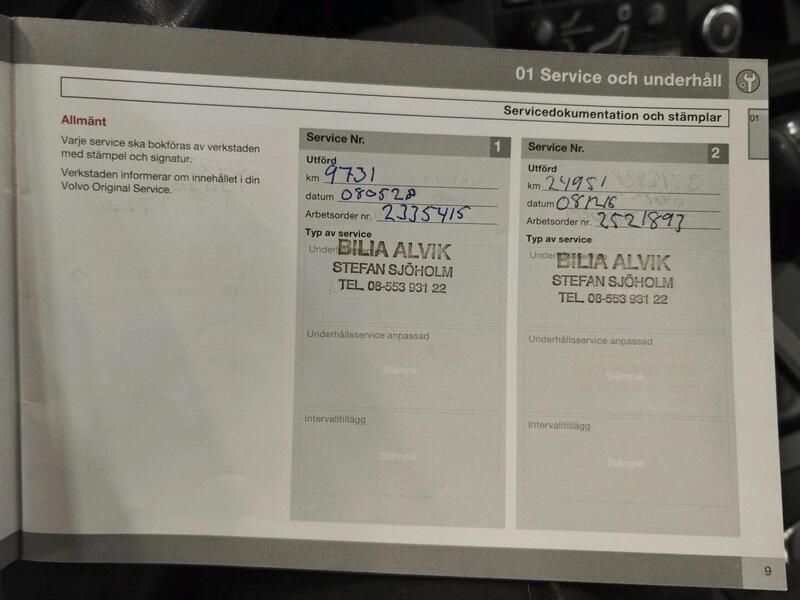 01 Service och underhåll
Servicedokumentation och stämplar
01
Allmänt
Varje service ska bokföras av verkstaden
med stämpel och signatur.
Verkstaden informerar om innehållet i din
Volvo Original Service.
Service Nr.
1
Utförd
km 9731
datum 080528
Arbetsorder nr. 2335415
Typ av service
BILIA ALVIK
STEFAN SJÖHOLM
TEL. 08-553 931 22
Underhållsservice anpassad
Stämpel
Intervalltillägg
Stämpel
Service Nr.
2
Utförd
km 24951
datum 081216
Arbetsorder nr. 2521893
Typ av service
BILIA ALVIK
STEFAN SJÖHOLM
TEL. 08-553 931 22
Underhållsservice anpassad
Stämpel
Intervalltillägg
Stämpel
9